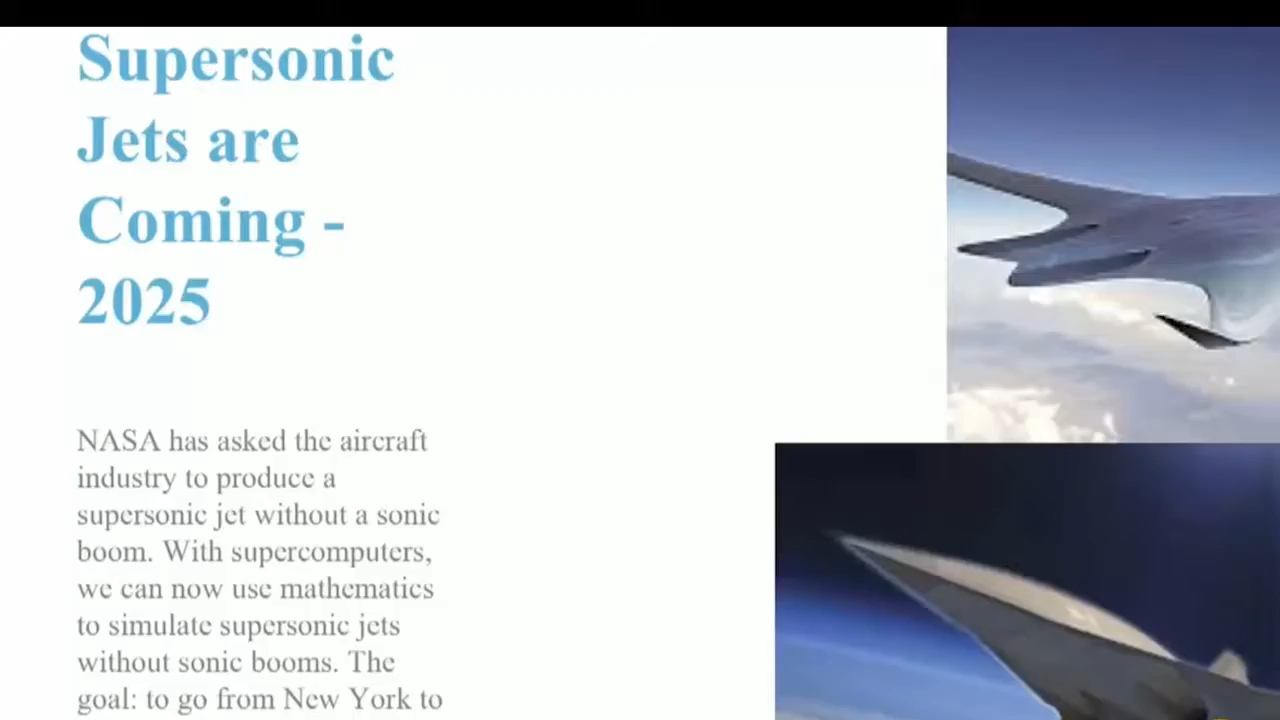 Supersonic
Jets are
Coming -
2025
NASA has asked the aircraft
industry to produce a
supersonic jet without a sonic
boom. With supercomputers,
we can now use mathematics
to simulate supersonic jets
without sonic booms. The
goal: to go from New York to